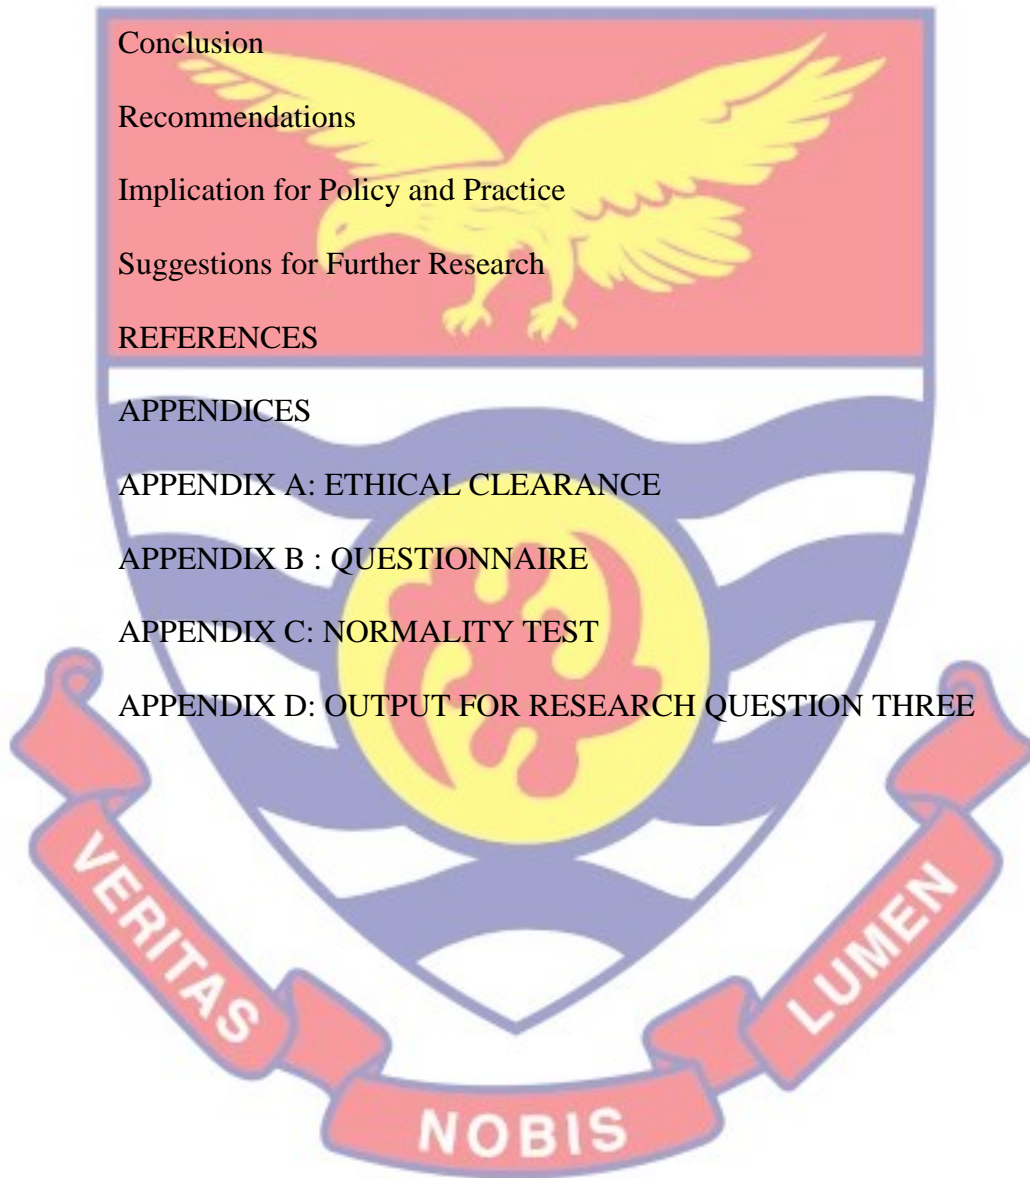 Conclusion
Recommendations
Implication for Policy and Practice
Suggestions for Further Research
REFERENCES
APPENDICES
APPENDIX A: ETHICAL CLEARANCE
APPENDIX B : QUESTIONNAIRE
APPENDIX C: NORMALITY TEST
APPENDIX D: OUTPUT FOR RESEARCH QUESTION THREE
VERITAS
NOBIS
LUMEN